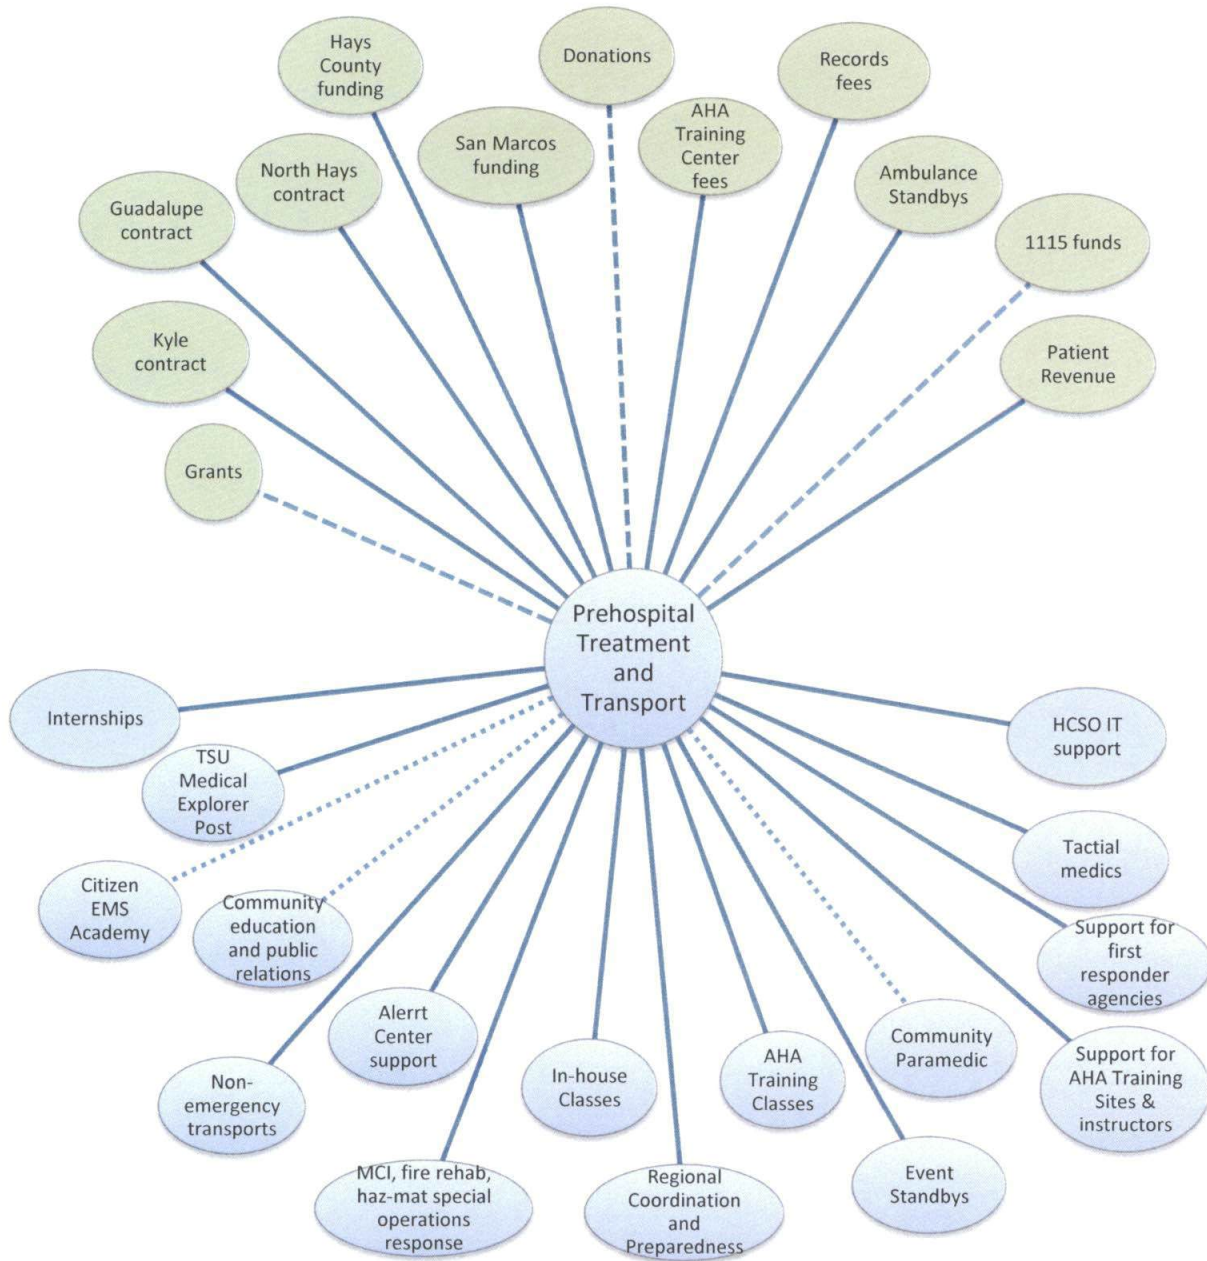 Hays
County
funding
Donations
Records
fees
San Marcos
funding
AHA
Training
Center
fees
North Hays
contract
Ambulance
Standbys
Guadalupe
contract
1115 funds
Kyle
contract
Patient
Revenue
Grants
Prehospital
Treatment
and
Transport
Internships
HCSO IT
support
TSU
Medical
Explorer
Post
Tactial
medics
Citizen
EMS
Academy
Community
education
and public
relations
Support for
first
responder
agencies
Alerrt
Center
support
Community
Paramedic
Non-
emergency
transports
In-house
Classes
AHA
Training
Classes
Support for
AHA Training
Sites &
instructors
MCI, fire rehab,
haz-mat special
operations
response
Regional
Coordination
and
Preparedness
Event
Standbys